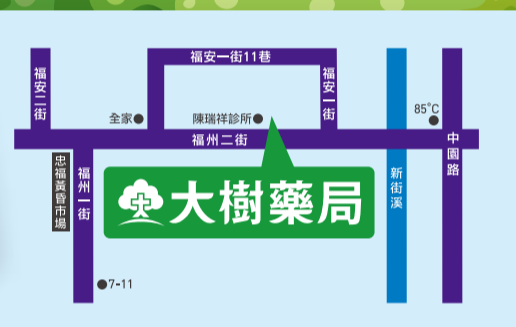 福安一街11巷
福安二街
福安一街
全家
陳瑞祥診所
85°C
福州二街
中園路
忠福黃昏市場
福州一街
大樹藥局
新街溪
7-11